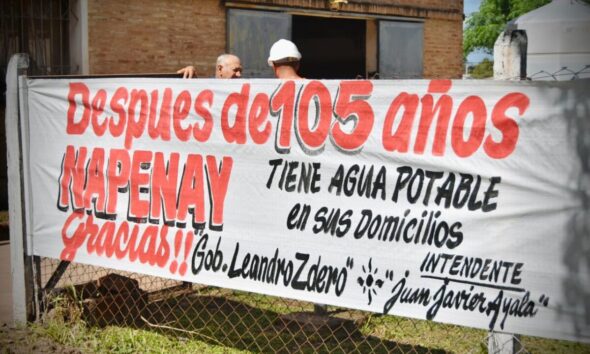 Despues de 105 años
NAPENAY
TIENE AGUA POTABLE
en sus Domicilios
Gracias!!
Gob. Leandro Zdero"
INTENDENTE
"Juan Javier Ayala"